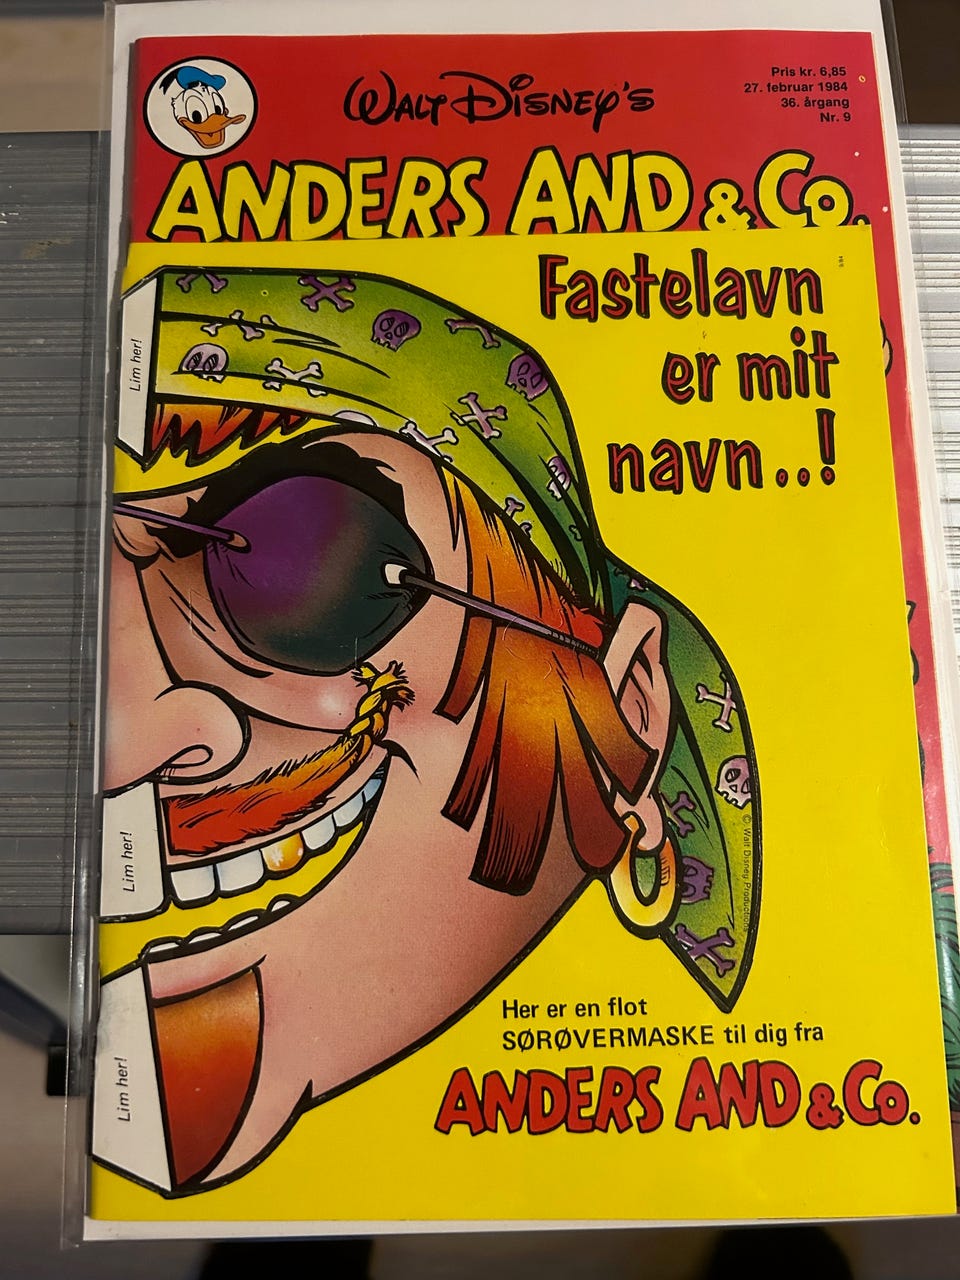 Walt Disney's
Pris kr. 6,85
27. februar 1984
36. årgang
Nr. 9
ANDERS AND & Co.
Fastelavn
er mit
navn..!
Lim her!
Lim her!
Lim her!
© Walt Disney Productions
Her er en flot
SØRØVERMASKE til dig fra
ANDERS AND & Co.